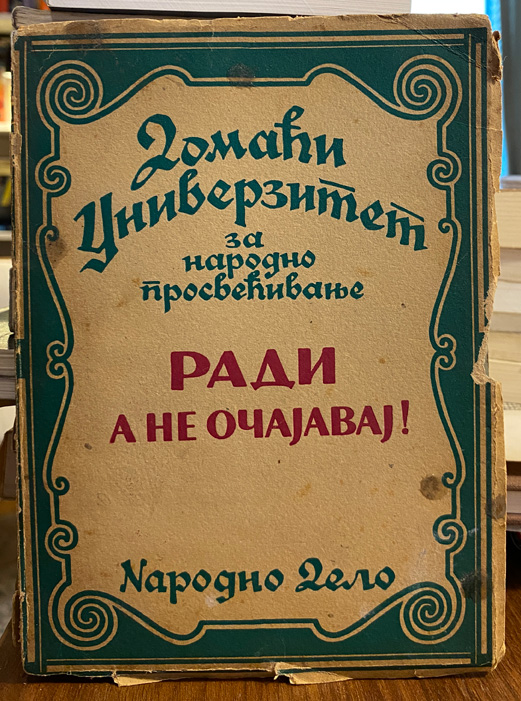 Домаћи
Универзитет
за
народно
просвећивање
РАДИ
А НЕ ОЧАЈАВАЈ!
Народно Дело